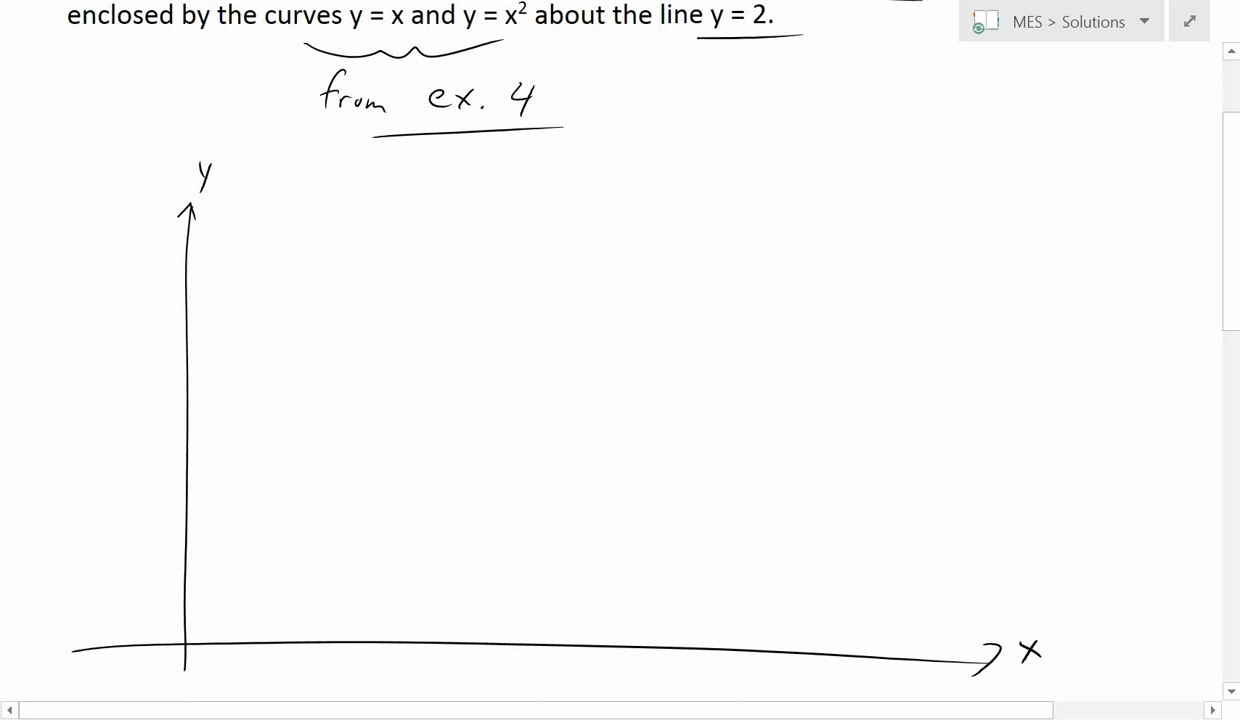 enclosed by the curves y = x and y = x² about the line y = 2.
MES > Solutions
from ex. 4
y
x